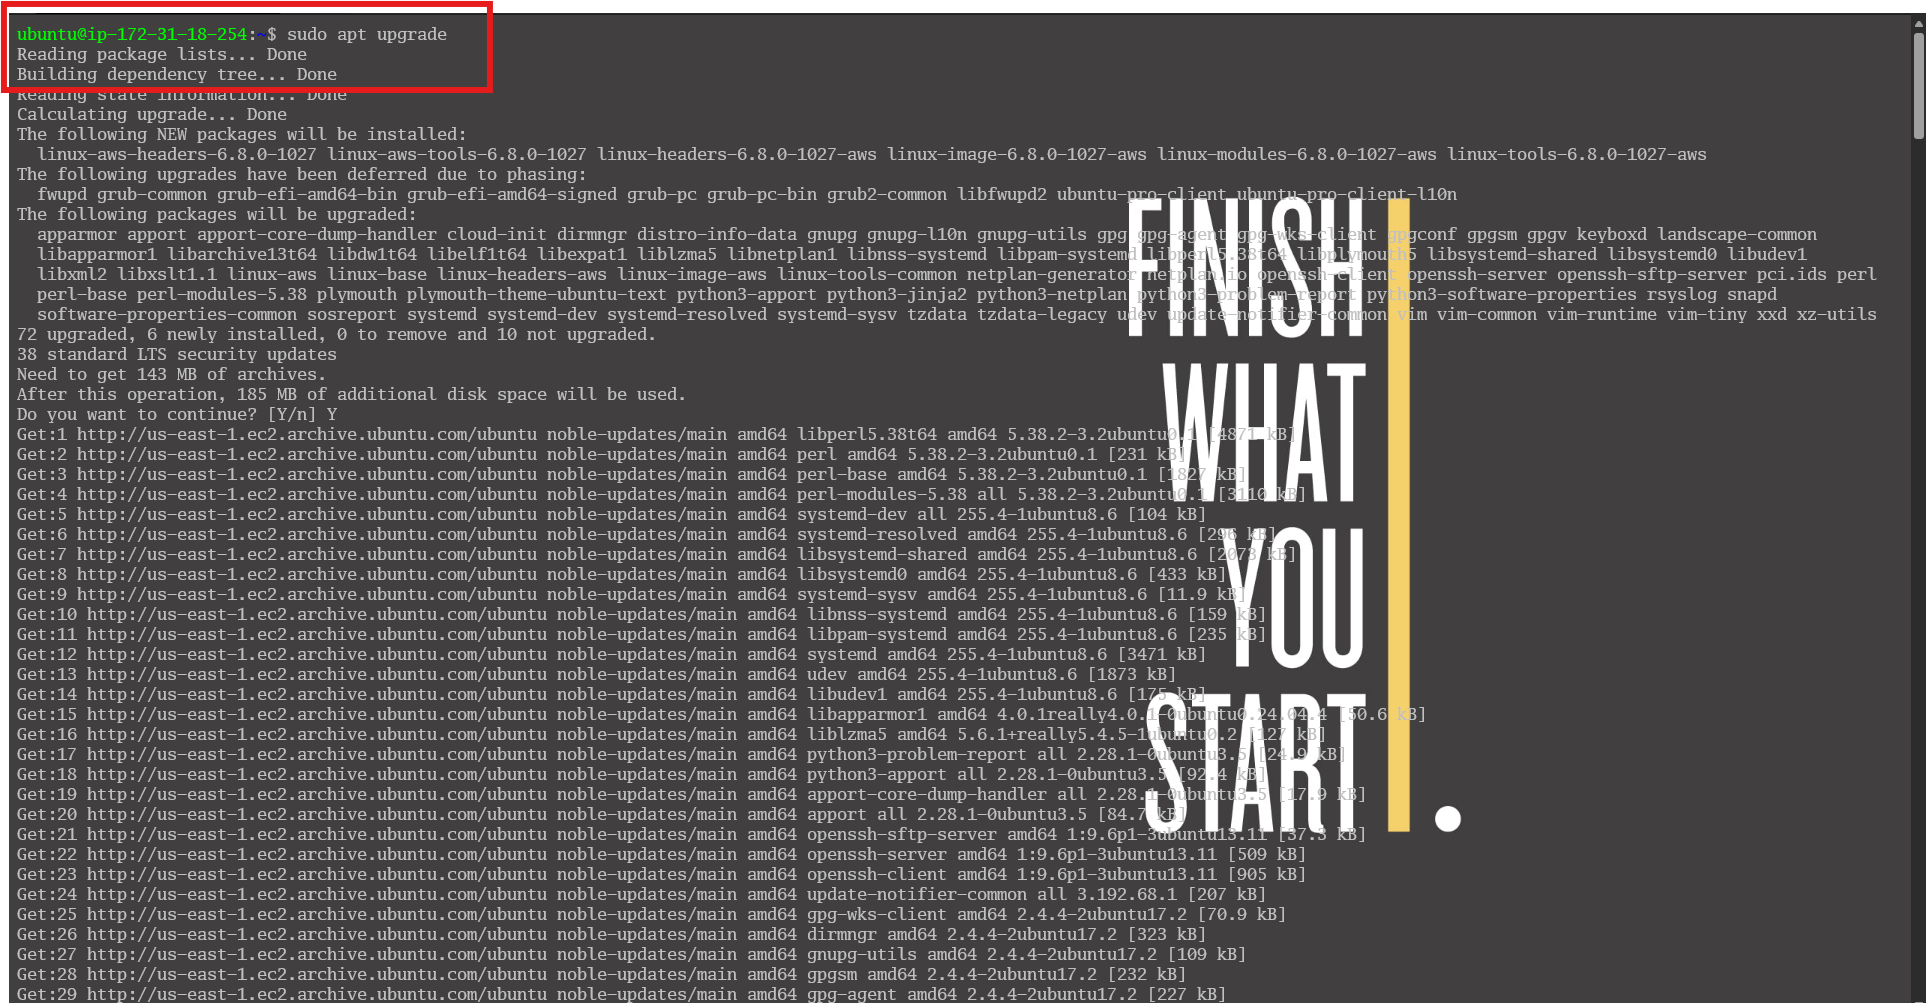 ubuntu@ip-172-31-18-254:~$ sudo apt upgrade
Reading package lists... Done
Building dependency tree... Done
Reading state information... Done
Calculating upgrade... Done
The following NEW packages will be installed:
  linux-aws-headers-6.8.0-1027 linux-aws-tools-6.8.0-1027 linux-headers-6.8.0-1027-aws linux-image-6.8.0-1027-aws linux-modules-6.8.0-1027-aws linux-tools-6.8.0-1027-aws
The following upgrades have been deferred due to phasing:
  fwupd grub-common grub-efi-amd64-bin grub-efi-amd64-signed grub-pc grub-pc-bin grub2-common libfwupd2 ubuntu-pro-client ubuntu-pro-client-l10n
The following packages will be upgraded:
  apparmor apport apport-core-dump-handler cloud-init dirmngr distro-info-data gnupg gnupg-l10n gnupg-utils gpg gpg-agent gpg-wks-client gpgconf gpgsm gpgv keyboxd landscape-common
  libapparmor1 libarchive13t64 libdw1t64 libelf1t64 libexpat1 liblzma5 libnetplan1 libnss-systemd libpam-systemd libperl5.38t64 libplymouth5 libsystemd-shared libsystemd0 libudev1
  libxml2 libxslt1.1 linux-aws linux-base linux-headers-aws linux-image-aws linux-tools-common netplan-generator netplan.io openssh-client openssh-server openssh-sftp-server pci.ids perl
  perl-base perl-modules-5.38 plymouth plymouth-theme-ubuntu-text python3-apport python3-jinja2 python3-netplan python3-problem-report python3-software-properties rsyslog snapd
  software-properties-common sosreport systemd systemd-dev systemd-resolved systemd-sysv tzdata tzdata-legacy udev update-notifier-common vim vim-common vim-runtime vim-tiny xxd xz-utils
72 upgraded, 6 newly installed, 0 to remove and 10 not upgraded.
38 standard LTS security updates
Need to get 143 MB of archives.
After this operation, 185 MB of additional disk space will be used.
Do you want to continue? [Y/n] Y
Get:1 http://us-east-1.ec2.archive.ubuntu.com/ubuntu noble-updates/main amd64 libperl5.38t64 amd64 5.38.2-3.2ubuntu0.1 [4871 kB]
Get:2 http://us-east-1.ec2.archive.ubuntu.com/ubuntu noble-updates/main amd64 perl amd64 5.38.2-3.2ubuntu0.1 [231 kB]
Get:3 http://us-east-1.ec2.archive.ubuntu.com/ubuntu noble-updates/main amd64 perl-base amd64 5.38.2-3.2ubuntu0.1 [1827 kB]
Get:4 http://us-east-1.ec2.archive.ubuntu.com/ubuntu noble-updates/main amd64 perl-modules-5.38 all 5.38.2-3.2ubuntu0.1 [3110 kB]
Get:5 http://us-east-1.ec2.archive.ubuntu.com/ubuntu noble-updates/main amd64 systemd-dev all 255.4-1ubuntu8.6 [104 kB]
Get:6 http://us-east-1.ec2.archive.ubuntu.com/ubuntu noble-updates/main amd64 systemd-resolved amd64 255.4-1ubuntu8.6 [296 kB]
Get:7 http://us-east-1.ec2.archive.ubuntu.com/ubuntu noble-updates/main amd64 libsystemd-shared amd64 255.4-1ubuntu8.6 [2073 kB]
Get:8 http://us-east-1.ec2.archive.ubuntu.com/ubuntu noble-updates/main amd64 libsystemd0 amd64 255.4-1ubuntu8.6 [433 kB]
Get:9 http://us-east-1.ec2.archive.ubuntu.com/ubuntu noble-updates/main amd64 systemd-sysv amd64 255.4-1ubuntu8.6 [11.9 kB]
Get:10 http://us-east-1.ec2.archive.ubuntu.com/ubuntu noble-updates/main amd64 libnss-systemd amd64 255.4-1ubuntu8.6 [159 kB]
Get:11 http://us-east-1.ec2.archive.ubuntu.com/ubuntu noble-updates/main amd64 libpam-systemd amd64 255.4-1ubuntu8.6 [235 kB]
Get:12 http://us-east-1.ec2.archive.ubuntu.com/ubuntu noble-updates/main amd64 systemd amd64 255.4-1ubuntu8.6 [3471 kB]
Get:13 http://us-east-1.ec2.archive.ubuntu.com/ubuntu noble-updates/main amd64 udev amd64 255.4-1ubuntu8.6 [1873 kB]
Get:14 http://us-east-1.ec2.archive.ubuntu.com/ubuntu noble-updates/main amd64 libudev1 amd64 255.4-1ubuntu8.6 [175 kB]
Get:15 http://us-east-1.ec2.archive.ubuntu.com/ubuntu noble-updates/main amd64 libapparmor1 amd64 4.0.1really4.0.1-0ubuntu0.24.04.4 [50.6 kB]
Get:16 http://us-east-1.ec2.archive.ubuntu.com/ubuntu noble-updates/main amd64 liblzma5 amd64 5.6.1+really5.4.5-1ubuntu0.2 [127 kB]
Get:17 http://us-east-1.ec2.archive.ubuntu.com/ubuntu noble-updates/main amd64 python3-problem-report all 2.28.1-0ubuntu3.5 [24.9 kB]
Get:18 http://us-east-1.ec2.archive.ubuntu.com/ubuntu noble-updates/main amd64 python3-apport all 2.28.1-0ubuntu3.5 [92.4 kB]
Get:19 http://us-east-1.ec2.archive.ubuntu.com/ubuntu noble-updates/main amd64 apport-core-dump-handler all 2.28.1-0ubuntu3.5 [17.9 kB]
Get:20 http://us-east-1.ec2.archive.ubuntu.com/ubuntu noble-updates/main amd64 apport all 2.28.1-0ubuntu3.5 [84.7 kB]
Get:21 http://us-east-1.ec2.archive.ubuntu.com/ubuntu noble-updates/main amd64 openssh-sftp-server amd64 1:9.6p1-3ubuntu13.11 [37.3 kB]
Get:22 http://us-east-1.ec2.archive.ubuntu.com/ubuntu noble-updates/main amd64 openssh-server amd64 1:9.6p1-3ubuntu13.11 [509 kB]
Get:23 http://us-east-1.ec2.archive.ubuntu.com/ubuntu noble-updates/main amd64 openssh-client amd64 1:9.6p1-3ubuntu13.11 [905 kB]
Get:24 http://us-east-1.ec2.archive.ubuntu.com/ubuntu noble-updates/main amd64 update-notifier-common all 3.192.68.1 [207 kB]
Get:25 http://us-east-1.ec2.archive.ubuntu.com/ubuntu noble-updates/main amd64 gpg-wks-client amd64 2.4.4-2ubuntu17.2 [70.9 kB]
Get:26 http://us-east-1.ec2.archive.ubuntu.com/ubuntu noble-updates/main amd64 dirmngr amd64 2.4.4-2ubuntu17.2 [323 kB]
Get:27 http://us-east-1.ec2.archive.ubuntu.com/ubuntu noble-updates/main amd64 gnupg-utils amd64 2.4.4-2ubuntu17.2 [109 kB]
Get:28 http://us-east-1.ec2.archive.ubuntu.com/ubuntu noble-updates/main amd64 gpgsm amd64 2.4.4-2ubuntu17.2 [232 kB]
Get:29 http://us-east-1.ec2.archive.ubuntu.com/ubuntu noble-updates/main amd64 gpg-agent amd64 2.4.4-2ubuntu17.2 [227 kB]
FINISH
WHAT
YOU
START.